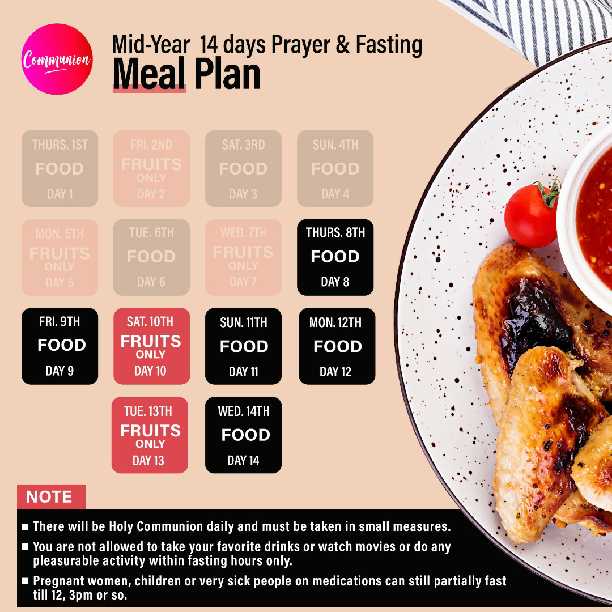 Communion
Mid-Year 14 days Prayer & Fasting
Meal Plan
THURS. 1ST
FOOD
DAY 1
FRI. 2ND
FRUITS
ONLY
DAY 2
SAT. 3RD
FOOD
DAY 3
SUN. 4TH
FOOD
DAY 4
MON. 5TH
FRUITS
ONLY
DAY 5
TUE. 6TH
FOOD
DAY 6
WED. 7TH
FRUITS
ONLY
DAY 7
THURS. 8TH
FOOD
DAY 8
FRI. 9TH
FOOD
DAY 9
SAT. 10TH
FRUITS
ONLY
DAY 10
SUN. 11TH
FOOD
DAY 11
MON. 12TH
FOOD
DAY 12
TUE. 13TH
FRUITS
ONLY
DAY 13
WED. 14TH
FOOD
DAY 14
NOTE
There will be Holy Communion daily and must be taken in small measures.
You are not allowed to take your favorite drinks or watch movies or do any
pleasurable activity within fasting hours only.
Pregnant women, children or very sick people on medications can still partially fast
till 12, 3pm or so.